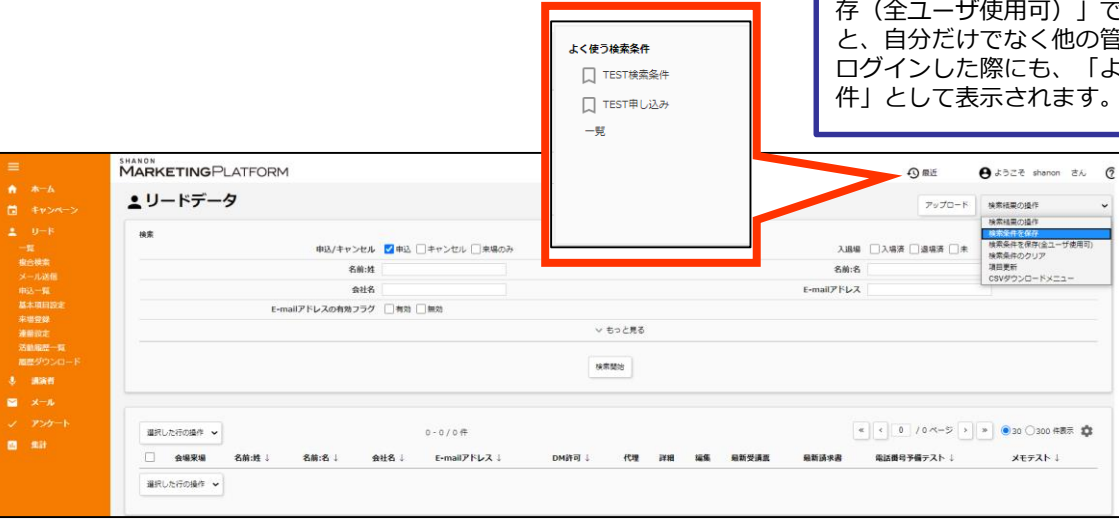 存（全ユーザ使用可）」で
と、自分だけでなく他の管
ログインした際にも、「よ
件」として表示されます。
よく使う検索条件
TEST検索条件
TEST申し込み
一覧
SHANON
MARKETINGPLATFORM
最近
ようこそ shanon さん
ホーム
キャンペーン
リード
一覧
複合検索
メール送信
申込一覧
基本項目設定
来場登録
連番設定
活動履歴一覧
履歴ダウンロード
講演者
メール
アンケート
集計
リードデータ
アップロード
検索結果の操作
検索結果の操作
検索条件を保存
検索条件を保存(全ユーザ使用可)
検索条件のクリア
項目更新
CSVダウンロードメニュー
検索
申込/キャンセル 申込 キャンセル 来場のみ
入退場 入場済 退場済 未
名前:姓
名前:名
会社名
E-mailアドレス
E-mailアドレスの有効フラグ 有効 無効
もっと見る
検索開始
選択した行の操作
0 - 0 / 0 件
« ‹ 0 / 0 ページ › » 30 300 件表示
会場来場 名前:姓 ↓ 名前:名 ↓ 会社名 ↓ E-mailアドレス ↓ DM許可 ↓ 代理 詳細 編集 最新受講票 最新請求書 電話番号予備テスト ↓ メモテスト ↓
選択した行の操作